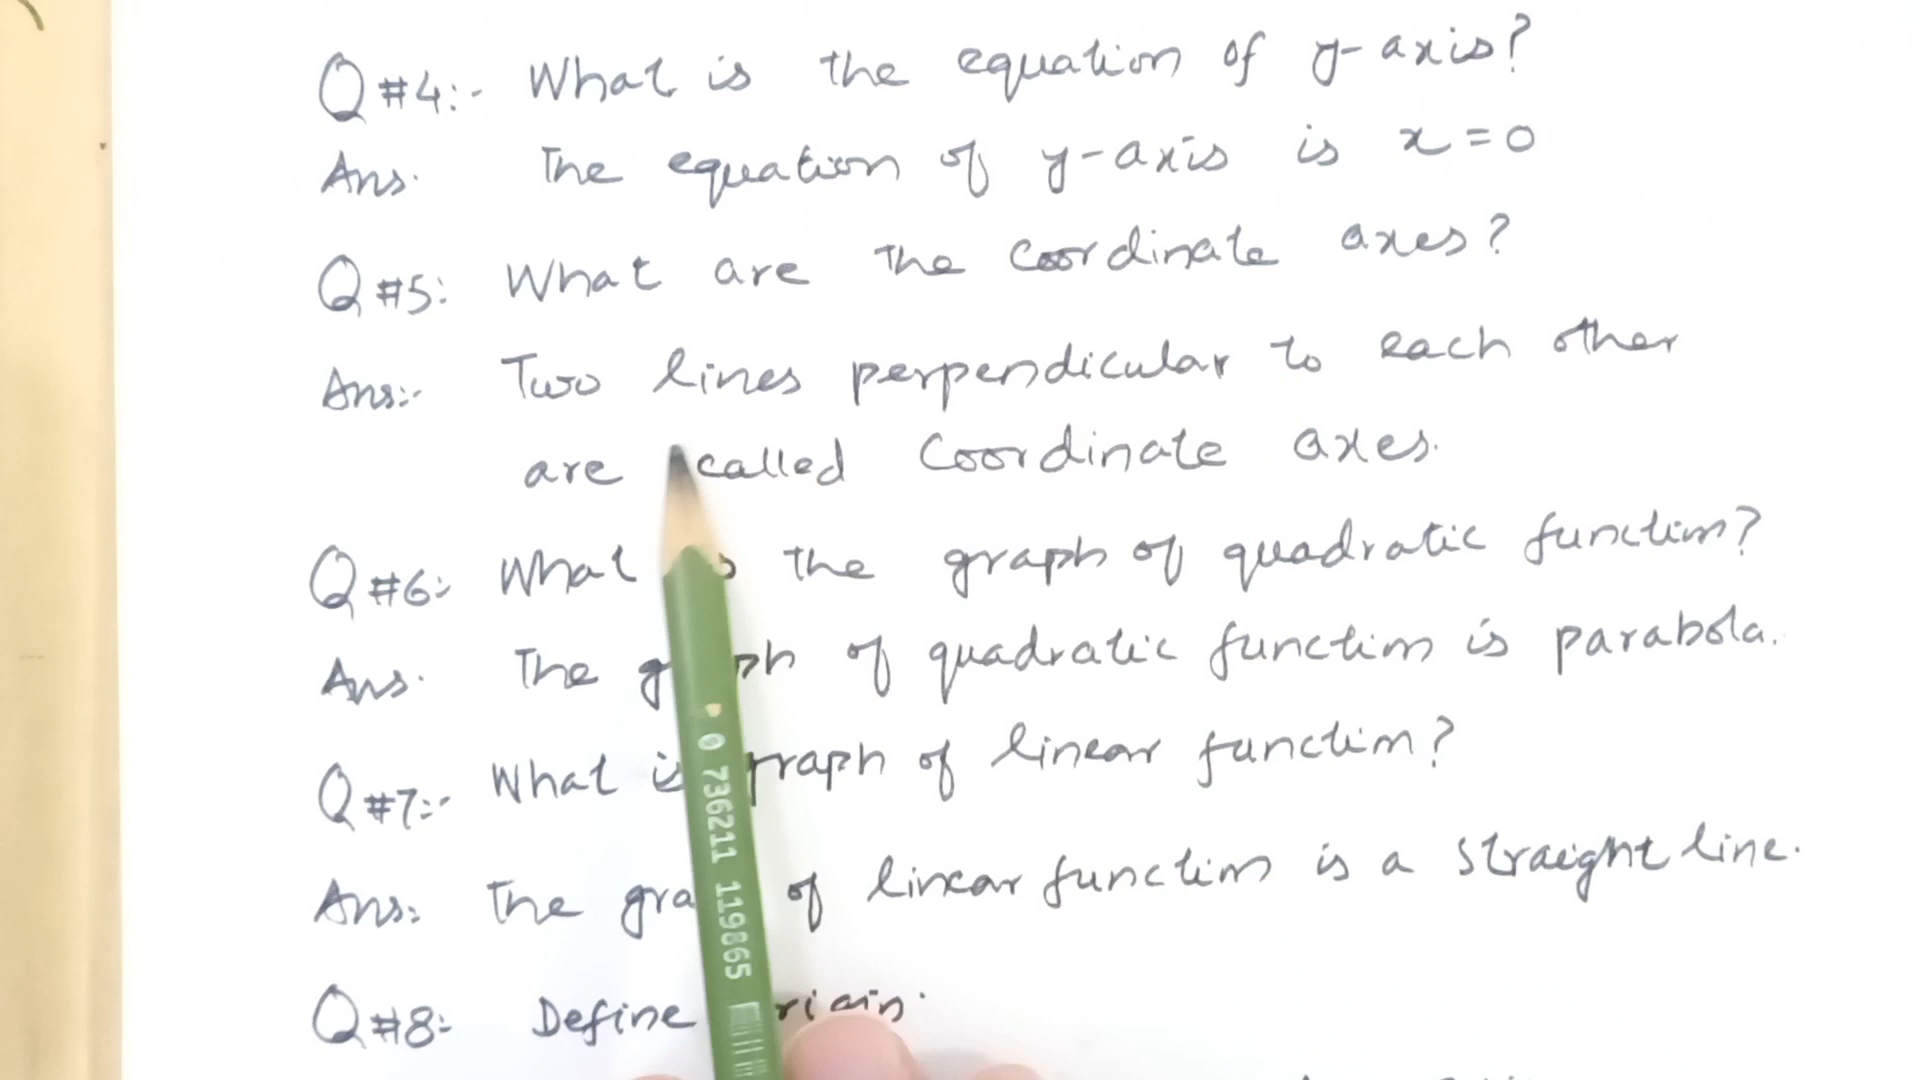 Q#4:- What is the equation of y-axis?
Ans. The equation of y-axis is x=0
Q#5: What are the Coordinate axes?
Ans:- Two lines perpendicular to each other
are called Coordinate axes.
Q#6:- What the graph of quadratic function?
Ans. The of quadratic function is parabola.
Q#7:- What is graph of linear function?
Ans: The of linear function is a straight line.
Q#8:- Define
0 736211 119865